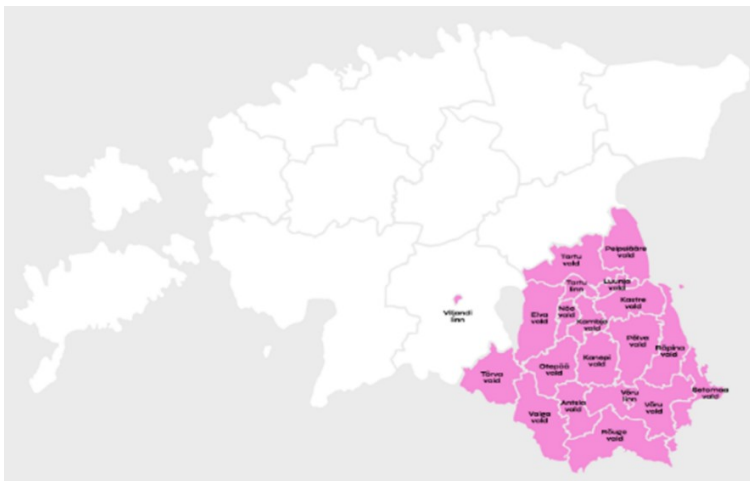 Peipsiääre
vald
Tartu
vald
Tartu
linn
Luunja
vald
Kastre
vald
Viljandi
linn
Elva
vald
Nõo
vald
Kambja
vald
Põlva
vald
Räpina
vald
Tõrva
vald
Otepää
vald
Kanepi
vald
Setomaa
vald
Valga
vald
Antsla
vald
Võru
linn
Võru
vald
Rõuge
vald